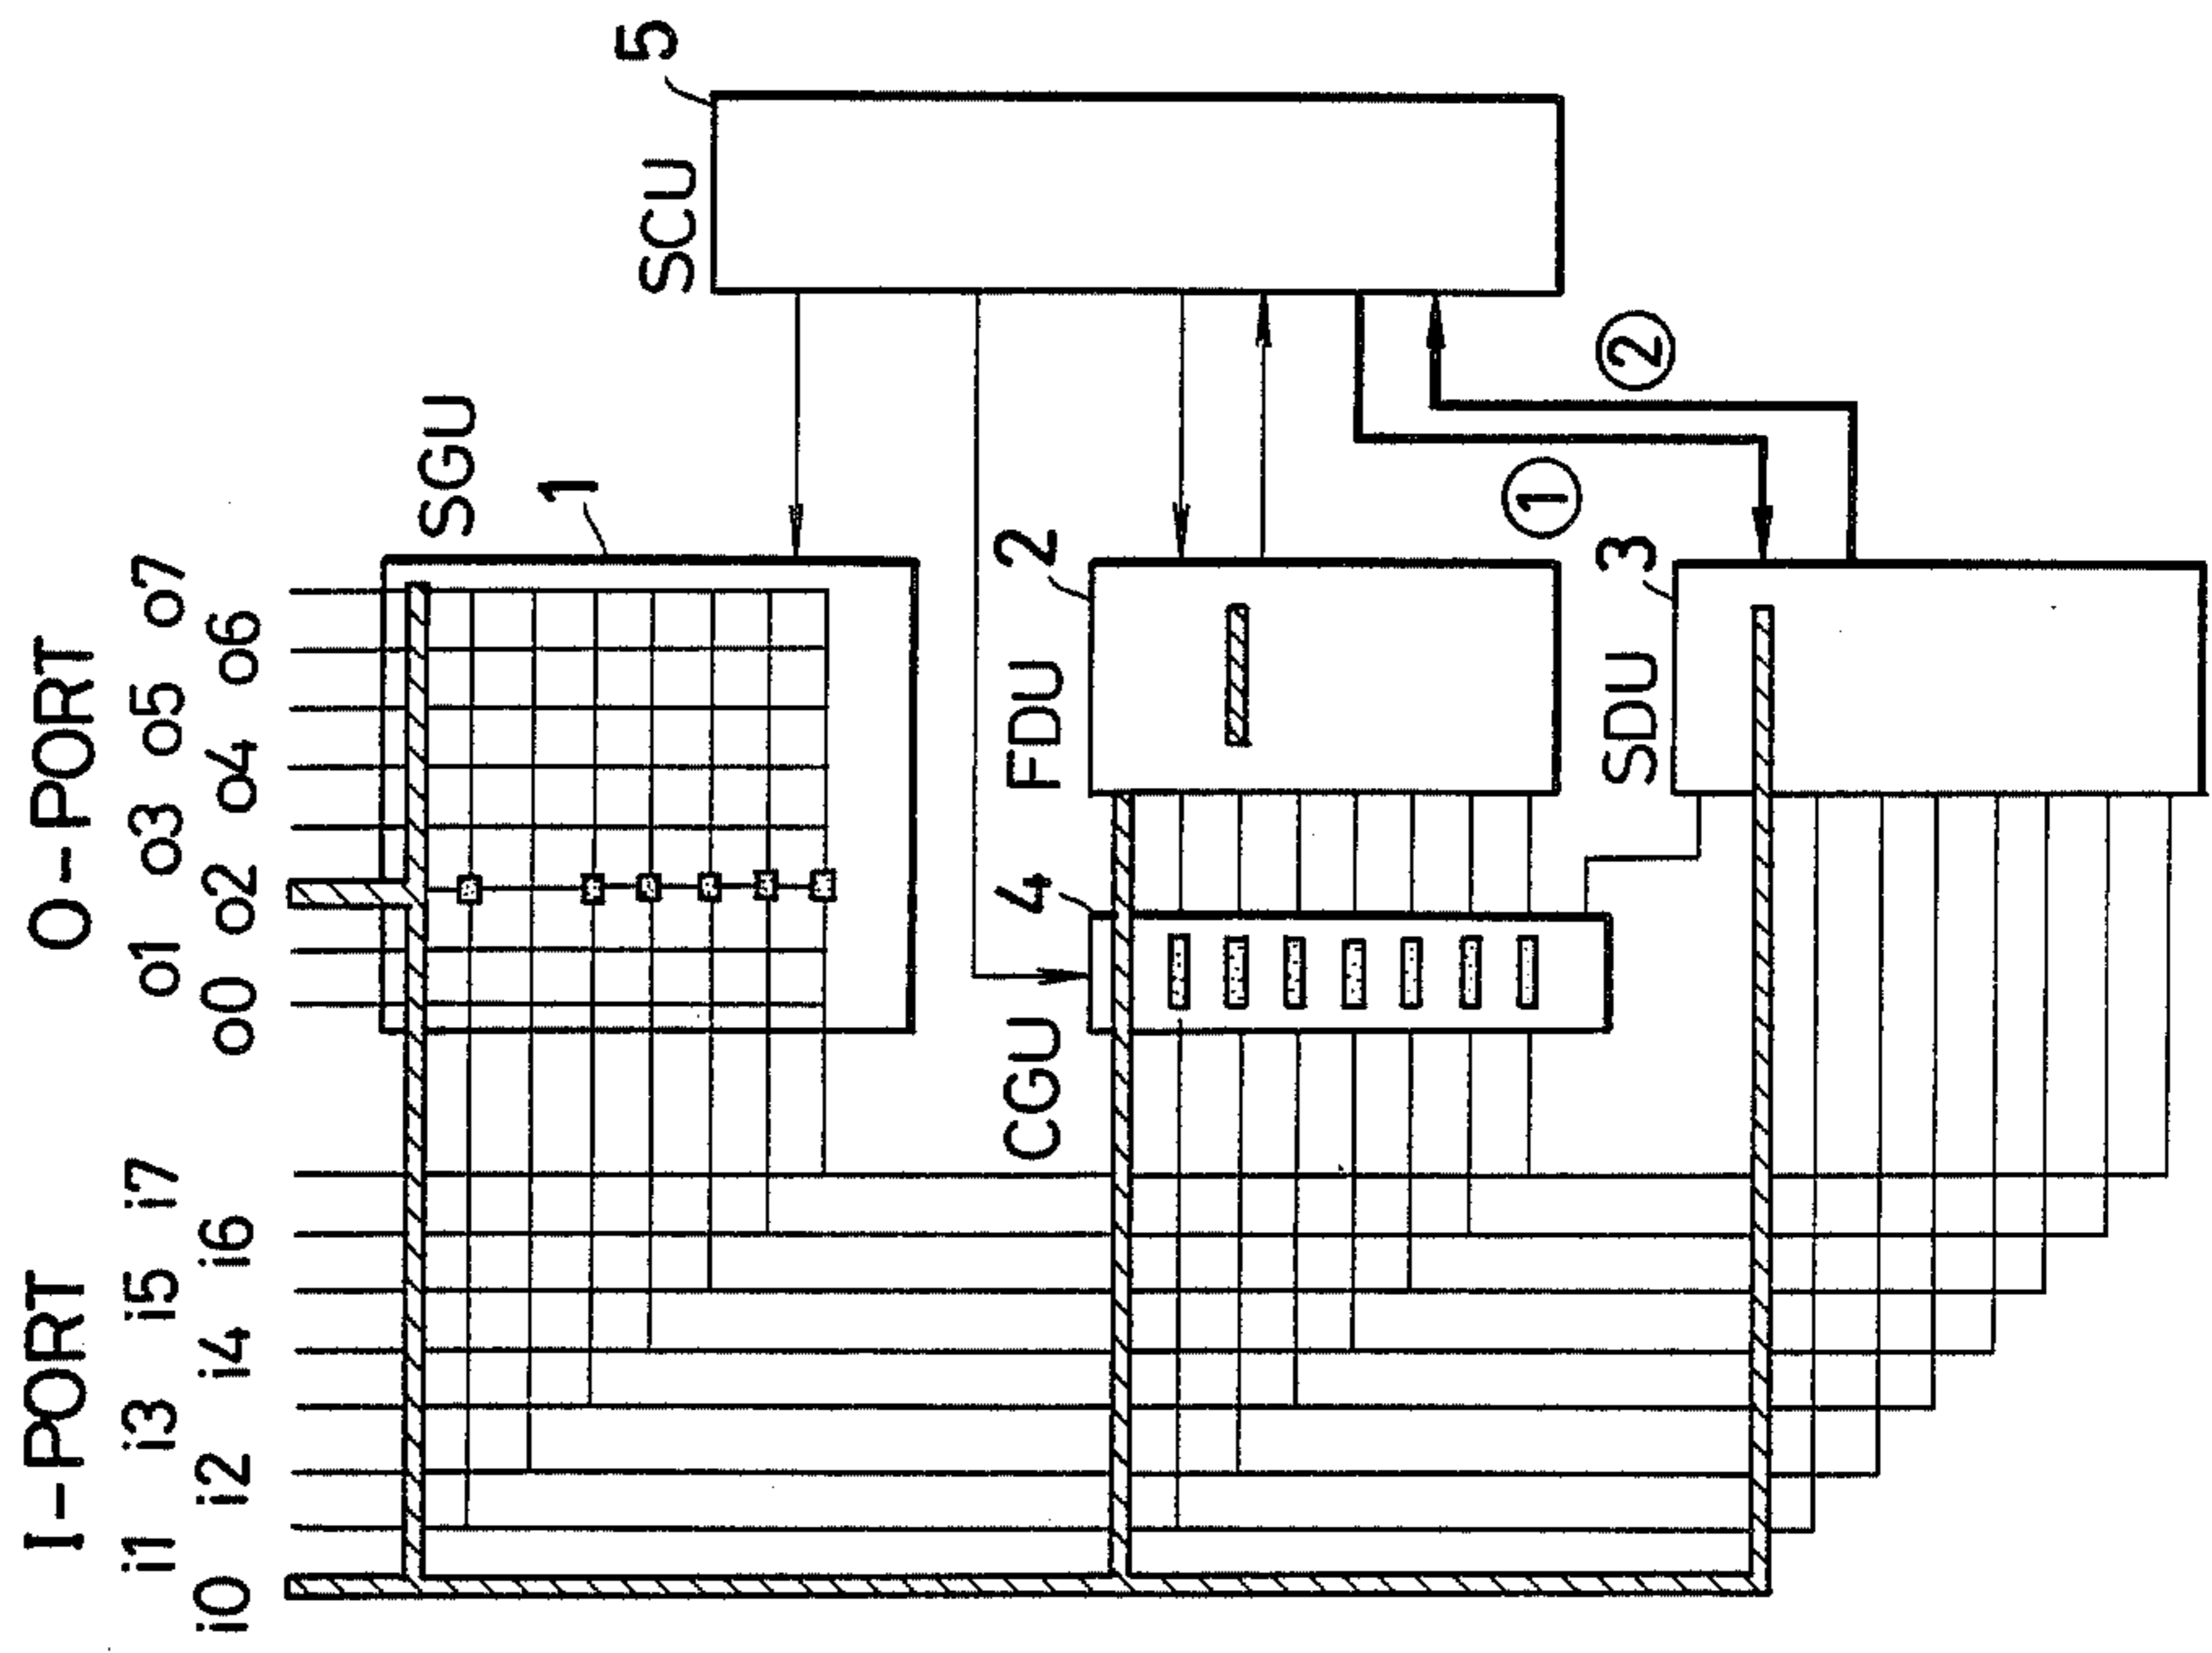 I-PORT
i0 i1 i2 i3 i4 i5 i6 i7
O-PORT
o0 o1 o2 o3 o4 o5 o6 o7
SGU
1
SCU
5
CGU
4
FDU
2
SDU
3
①
②